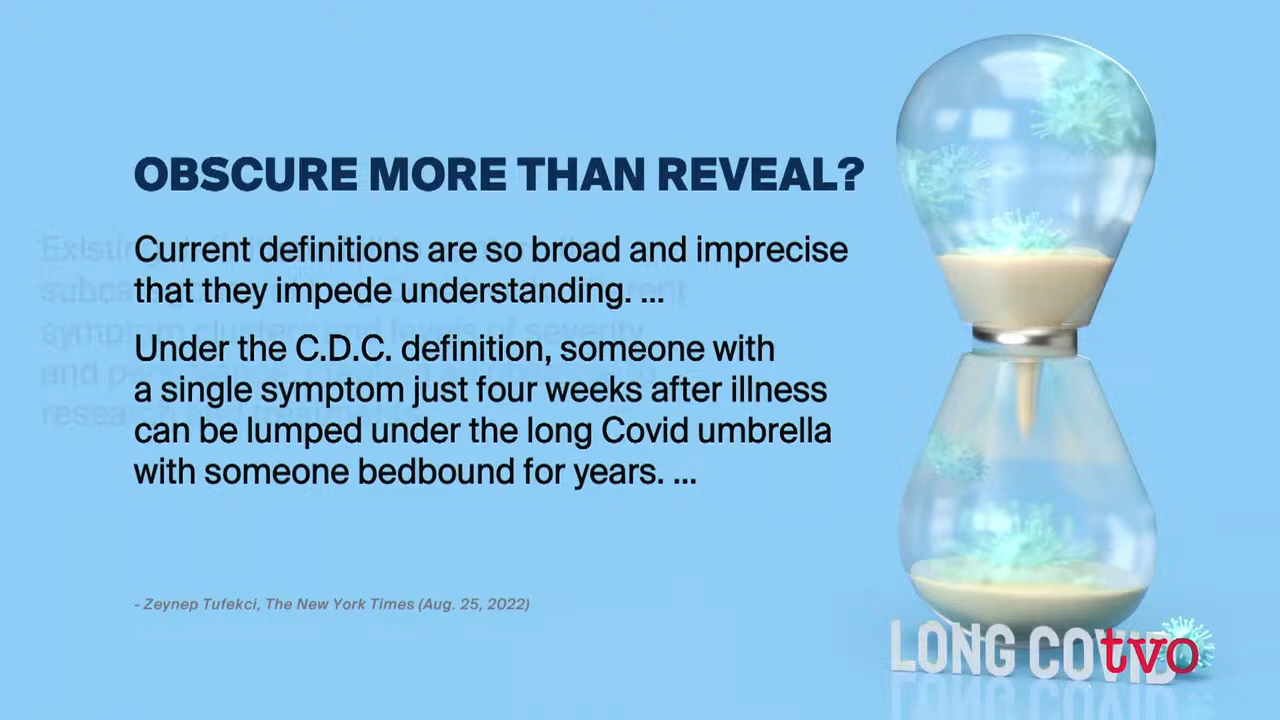 OBSCURE MORE THAN REVEAL?
Current definitions are so broad and imprecise
that they impede understanding. ...
Under the C.D.C. definition, someone with
a single symptom just four weeks after illness
can be lumped under the long Covid umbrella
with someone bedbound for years. ...
- Zeynep Tufekci, The New York Times (Aug. 25, 2022)
LONG COVID
tvo